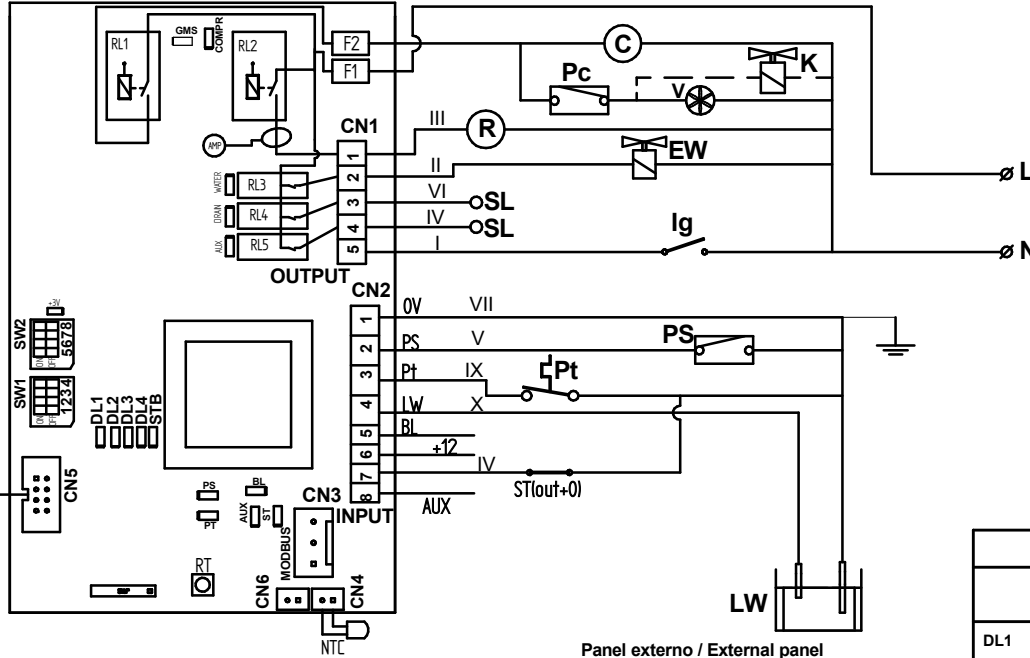 RL1
GMS
COMPR
RL2
F2
F1
C
K
Pc
V
AMP
CN1
III
R
1
II
EW
L
WATER
RL3
2
VI
SL
DRAIN
RL4
3
IV
SL
AUX
RL5
4
I
Ig
5
N
OUTPUT
CN2
+3V
SW2
ON
OFF
5678
SW1
ON
OFF
1234
1
0V
VII
2
PS
V
PS
3
Pt
IX
Pt
4
LW
X
5
BL
6
+12
7
IV
ST(out+0)
8
AUX
INPUT
DL1
DL2
DL3
DL4
STB
CN5
PS
BL
PT
AUX
ST
CN3
MODBUS
RT
CN6
CN4
NTC
LW
Panel externo / External panel
DL1